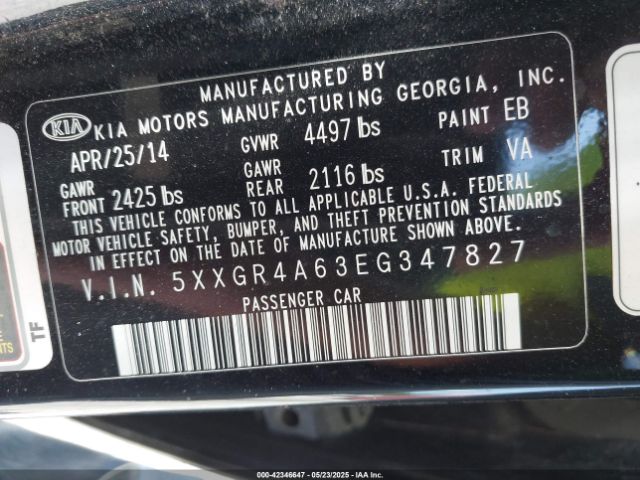 MANUFACTURED BY
KIA KIA MOTORS MANUFACTURING GEORGIA, INC.
APR/25/14 GVWR 4497 lbs PAINT EB
GAWR FRONT 2425 lbs GAWR REAR 2116 lbs TRIM VA
THIS VEHICLE CONFORMS TO ALL APPLICABLE U.S.A. FEDERAL
MOTOR VEHICLE SAFETY, BUMPER, AND THEFT PREVENTION STANDARDS
IN EFFECT ON THE DATE OF MANUFACTURE SHOWN ABOVE.
V.I.N. 5XXGR4A63EG347827
PASSENGER CAR
TF
000-42346647 - 05/23/2025 - IAAI.COM